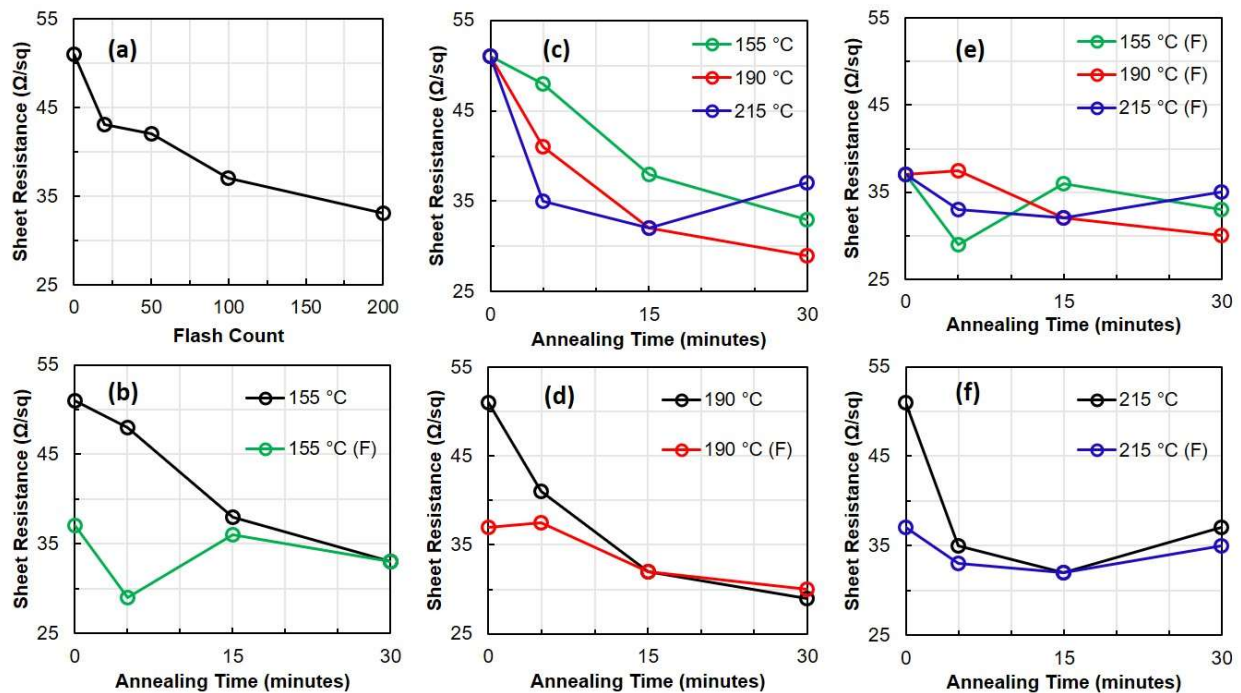 (a)
Sheet Resistance (Ω/sq)
55
45
35
25
0 50 100 150 200
Flash Count
(c)
155 °C
190 °C
215 °C
Sheet Resistance (Ω/sq)
55
45
35
25
0 15 30
Annealing Time (minutes)
(e)
155 °C (F)
190 °C (F)
215 °C (F)
Sheet Resistance (Ω/sq)
55
45
35
25
0 15 30
Annealing Time (minutes)
(b)
155 °C
155 °C (F)
Sheet Resistance (Ω/sq)
55
45
35
25
0 15 30
Annealing Time (minutes)
(d)
190 °C
190 °C (F)
Sheet Resistance (Ω/sq)
55
45
35
25
0 15 30
Annealing Time (minutes)
(f)
215 °C
215 °C (F)
Sheet Resistance (Ω/sq)
55
45
35
25
0 15 30
Annealing Time (minutes)